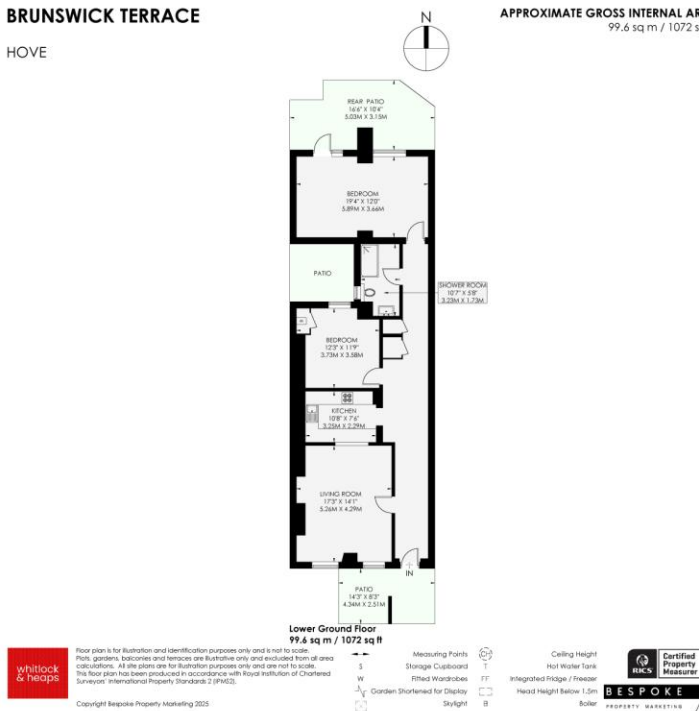 BRUNSWICK TERRACE
HOVE
N
APPROXIMATE GROSS INTERNAL AR
99.6 sq m / 1072 s
REAR PATIO
16'6" X 10'4"
5.03M X 3.15M
BEDROOM
19'4" X 12'0"
5.89M X 3.66M
PATIO
SHOWER ROOM
10'7" X 5'8"
3.23M X 1.73M
BEDROOM
12'3" X 11'9"
3.73M X 3.58M
KITCHEN
10'8" X 7'6"
3.25M X 2.29M
LIVING ROOM
17'3" X 14'1"
5.26M X 4.29M
IN
PATIO
14'3" X 8'3"
4.34M X 2.51M
Lower Ground Floor
99.6 sq m / 1072 sq ft
whitlock
& heaps
Floor plan is for illustration and identification purposes only and is not to scale.
Plots, gardens, balconies and terraces are illustrative only and excluded from all area
calculations. All site plans are for illustration purposes only and are not to scale.
This floor plan has been produced in accordance with Royal Institution of Chartered
Surveyors' International Property Standards 2 (IPMS2).
Copyright Bespoke Property Marketing 2025
Measuring Points
S Storage Cupboard
W Fitted Wardrobes
Garden Shortened for Display
Skylight
CH Ceiling Height
T Hot Water Tank
FF Integrated Fridge / Freezer
Head Height Below 1.5m
B Boiler
RICS
Certified
Property
Measurer
BESPOKE
PROPERTY MARKETING